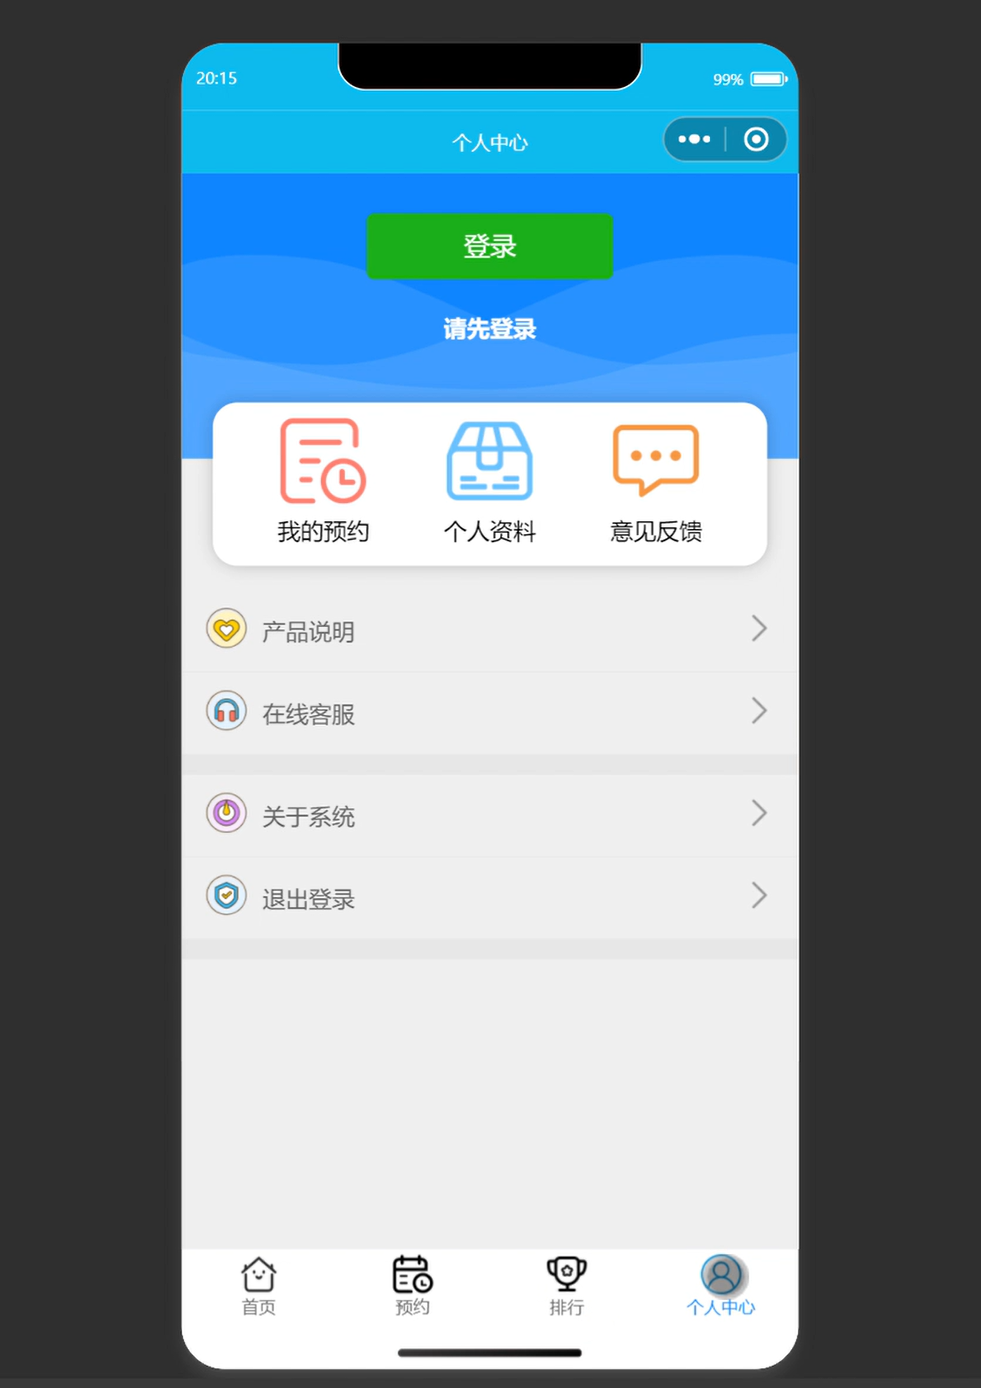 20:15
99%
个人中心
登录
请先登录
我的预约 个人资料 意见反馈
产品说明
在线客服
关于系统
退出登录
首页 预约 排行 个人中心